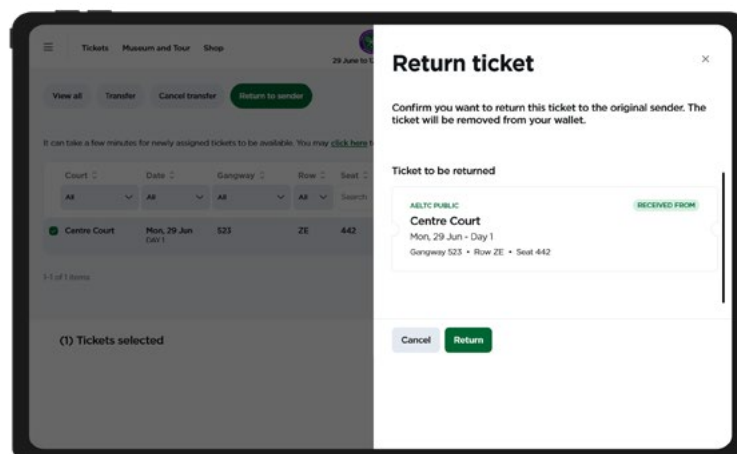 Tickets Museum and Tour Shop
29 June to 12
View all Transfer Cancel transfer Return to sender
It can take a few minutes for newly assigned tickets to be available. You may click here t
Court Date Gangway Row Seat
All All All All Search
Centre Court Mon, 29 Jun 523 ZE 442
DAY 1
1-1 of 1 items
(1) Tickets selected
Return ticket
Confirm you want to return this ticket to the original sender. The
ticket will be removed from your wallet.
Ticket to be returned
AELTC PUBLIC RECEIVED FROM
Centre Court
Mon, 29 Jun - Day 1
Gangway 523 • Row ZE • Seat 442
Cancel Return